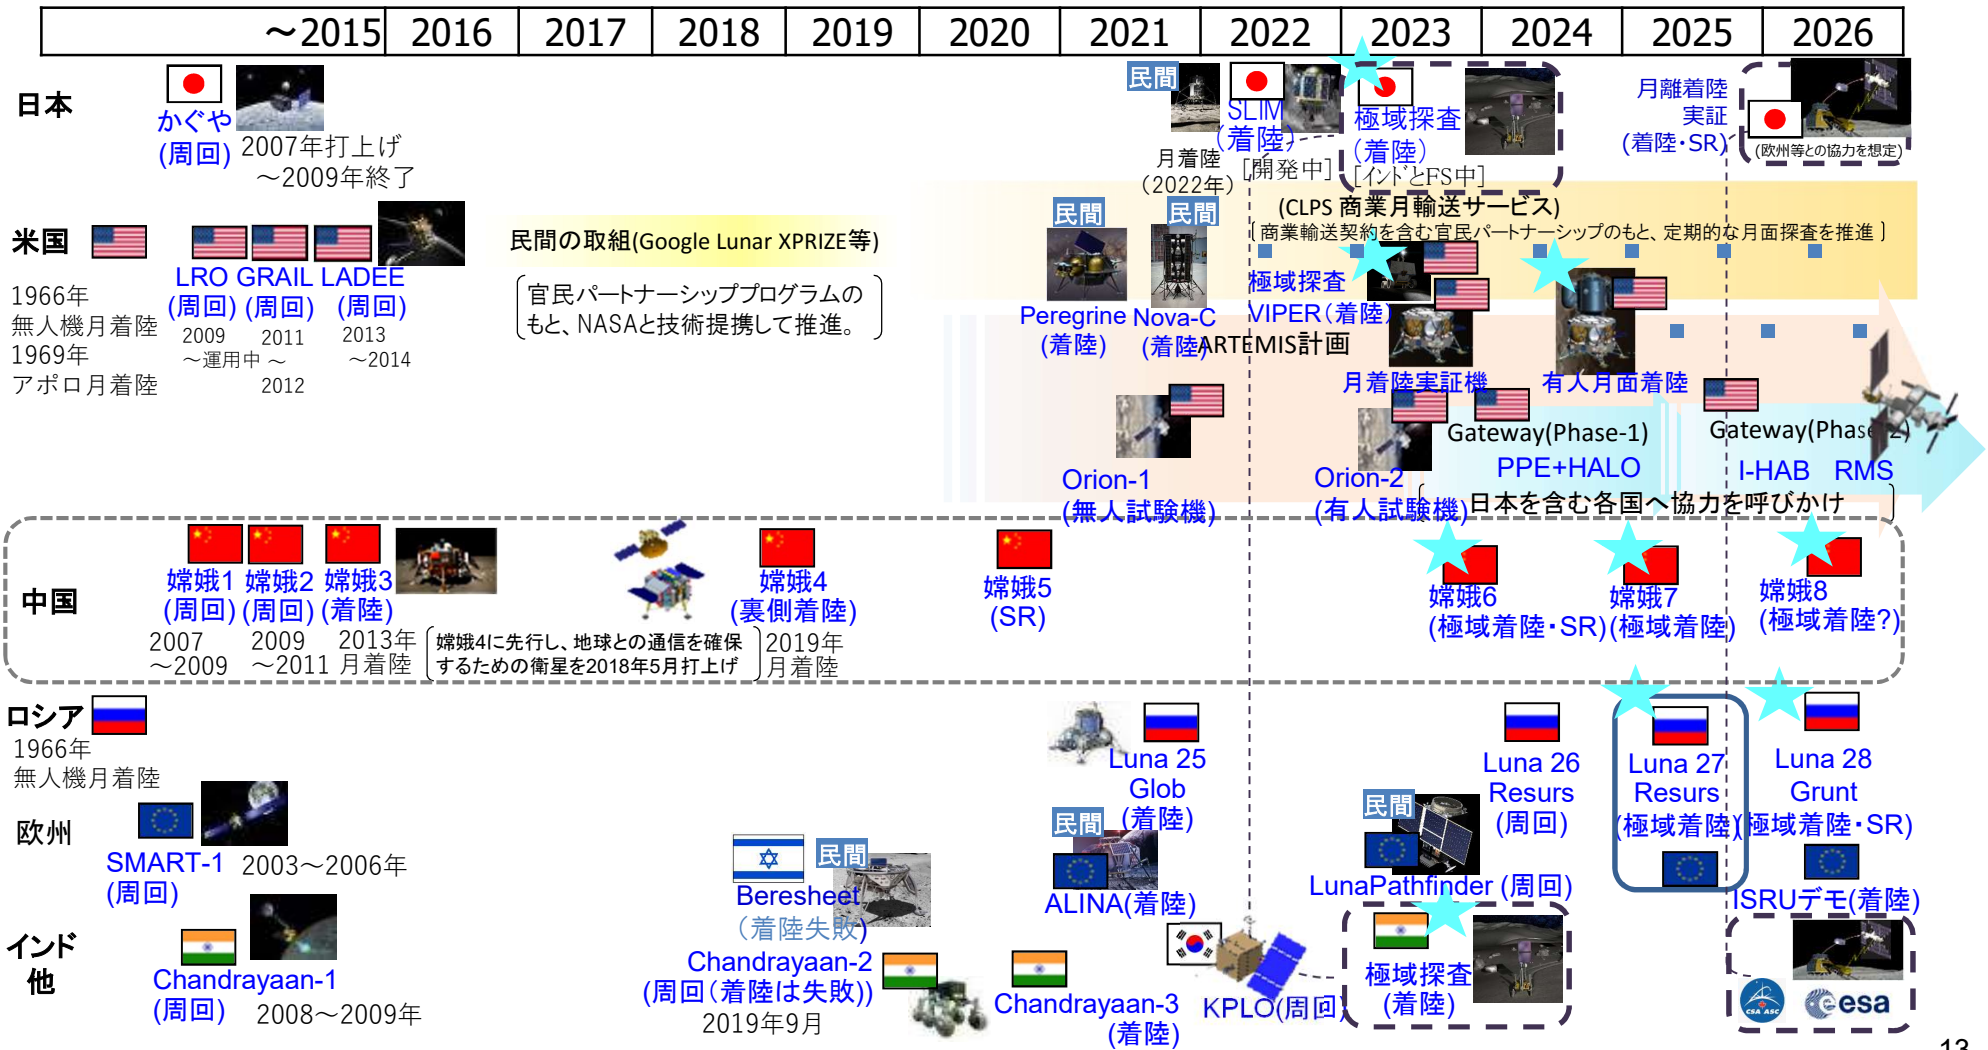 ～2015 2016 2017 2018 2019 2020 2021 2022 2023 2024 2025 2026
日本
かぐや
(周回)
2007年打上げ
～2009年終了
民間
月着陸
（2022年）
SLIM
（着陸）
[開発中]
極域探査
（着陸）
[インドとFS中]
月離着陸
実証
(着陸・SR)
(欧州等との協力を想定)
米国
1966年
無人機月着陸
1969年
アポロ月着陸
LRO
(周回)
2009
～運用中
GRAIL
(周回)
2011
～
2012
LADEE
(周回)
2013
～2014
民間の取組(Google Lunar XPRIZE等)
官民パートナーシッププログラムの
もと、NASAと技術提携して推進。
民間
Peregrine
(着陸)
民間
Nova-C
(着陸)
(CLPS 商業月輸送サービス)
[商業輸送契約を含む官民パートナーシップのもと、定期的な月面探査を推進]
極域探査
VIPER（着陸）
ARTEMIS計画
月着陸実証機
有人月面着陸
Orion-1
(無人試験機)
Orion-2
(有人試験機)
Gateway(Phase-1)
PPE+HALO
Gateway(Phase-2)
I-HAB RMS
日本を含む各国へ協力を呼びかけ
中国
嫦娥1
(周回)
2007
～2009
嫦娥2
(周回)
2009
～2011
嫦娥3
(着陸)
2013年
月着陸
嫦娥4に先行し、地球との通信を確保
するための衛星を2018年5月打上げ
嫦娥4
(裏側着陸)
2019年
月着陸
嫦娥5
(SR)
嫦娥6
(極域着陸・SR)
嫦娥7
(極域着陸)
嫦娥8
(極域着陸?)
ロシア
1966年
無人機月着陸
Luna 25
Glob
(着陸)
Luna 26
Resurs
(周回)
Luna 27
Resurs
(極域着陸)
Luna 28
Grunt
(極域着陸・SR)
欧州
SMART-1
(周回)
2003～2006年
民間
ALINA(着陸)
民間
LunaPathfinder (周回)
ISRUデモ(着陸)
インド
他
Chandrayaan-1
(周回)
2008～2009年
民間
Beresheet
（着陸失敗)
Chandrayaan-2
(周回（着陸は失敗))
2019年9月
Chandrayaan-3
(着陸)
KPLO(周回)
極域探査
(着陸)
CSA ASC
esa
13